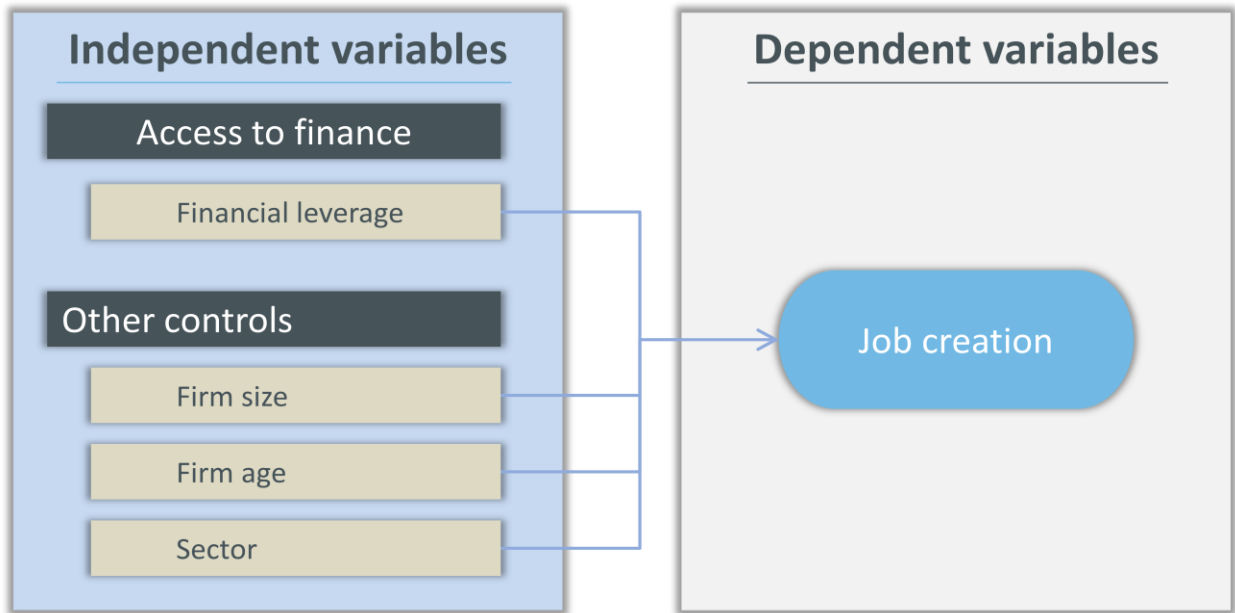 Independent variables
Access to finance
Financial leverage
Other controls
Firm size
Firm age
Sector
Dependent variables
Job creation